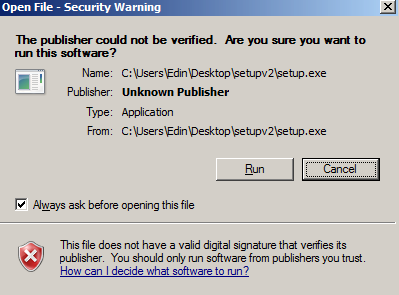 Open File - Security Warning
The publisher could not be verified.  Are you sure you want to
run this software?
Name: C:\Users\Edin\Desktop\setupv2\setup.exe
Publisher: Unknown Publisher
Type: Application
From: C:\Users\Edin\Desktop\setupv2\setup.exe
Run Cancel
Always ask before opening this file
This file does not have a valid digital signature that verifies its
publisher.  You should only run software from publishers you trust.
How can I decide what software to run?